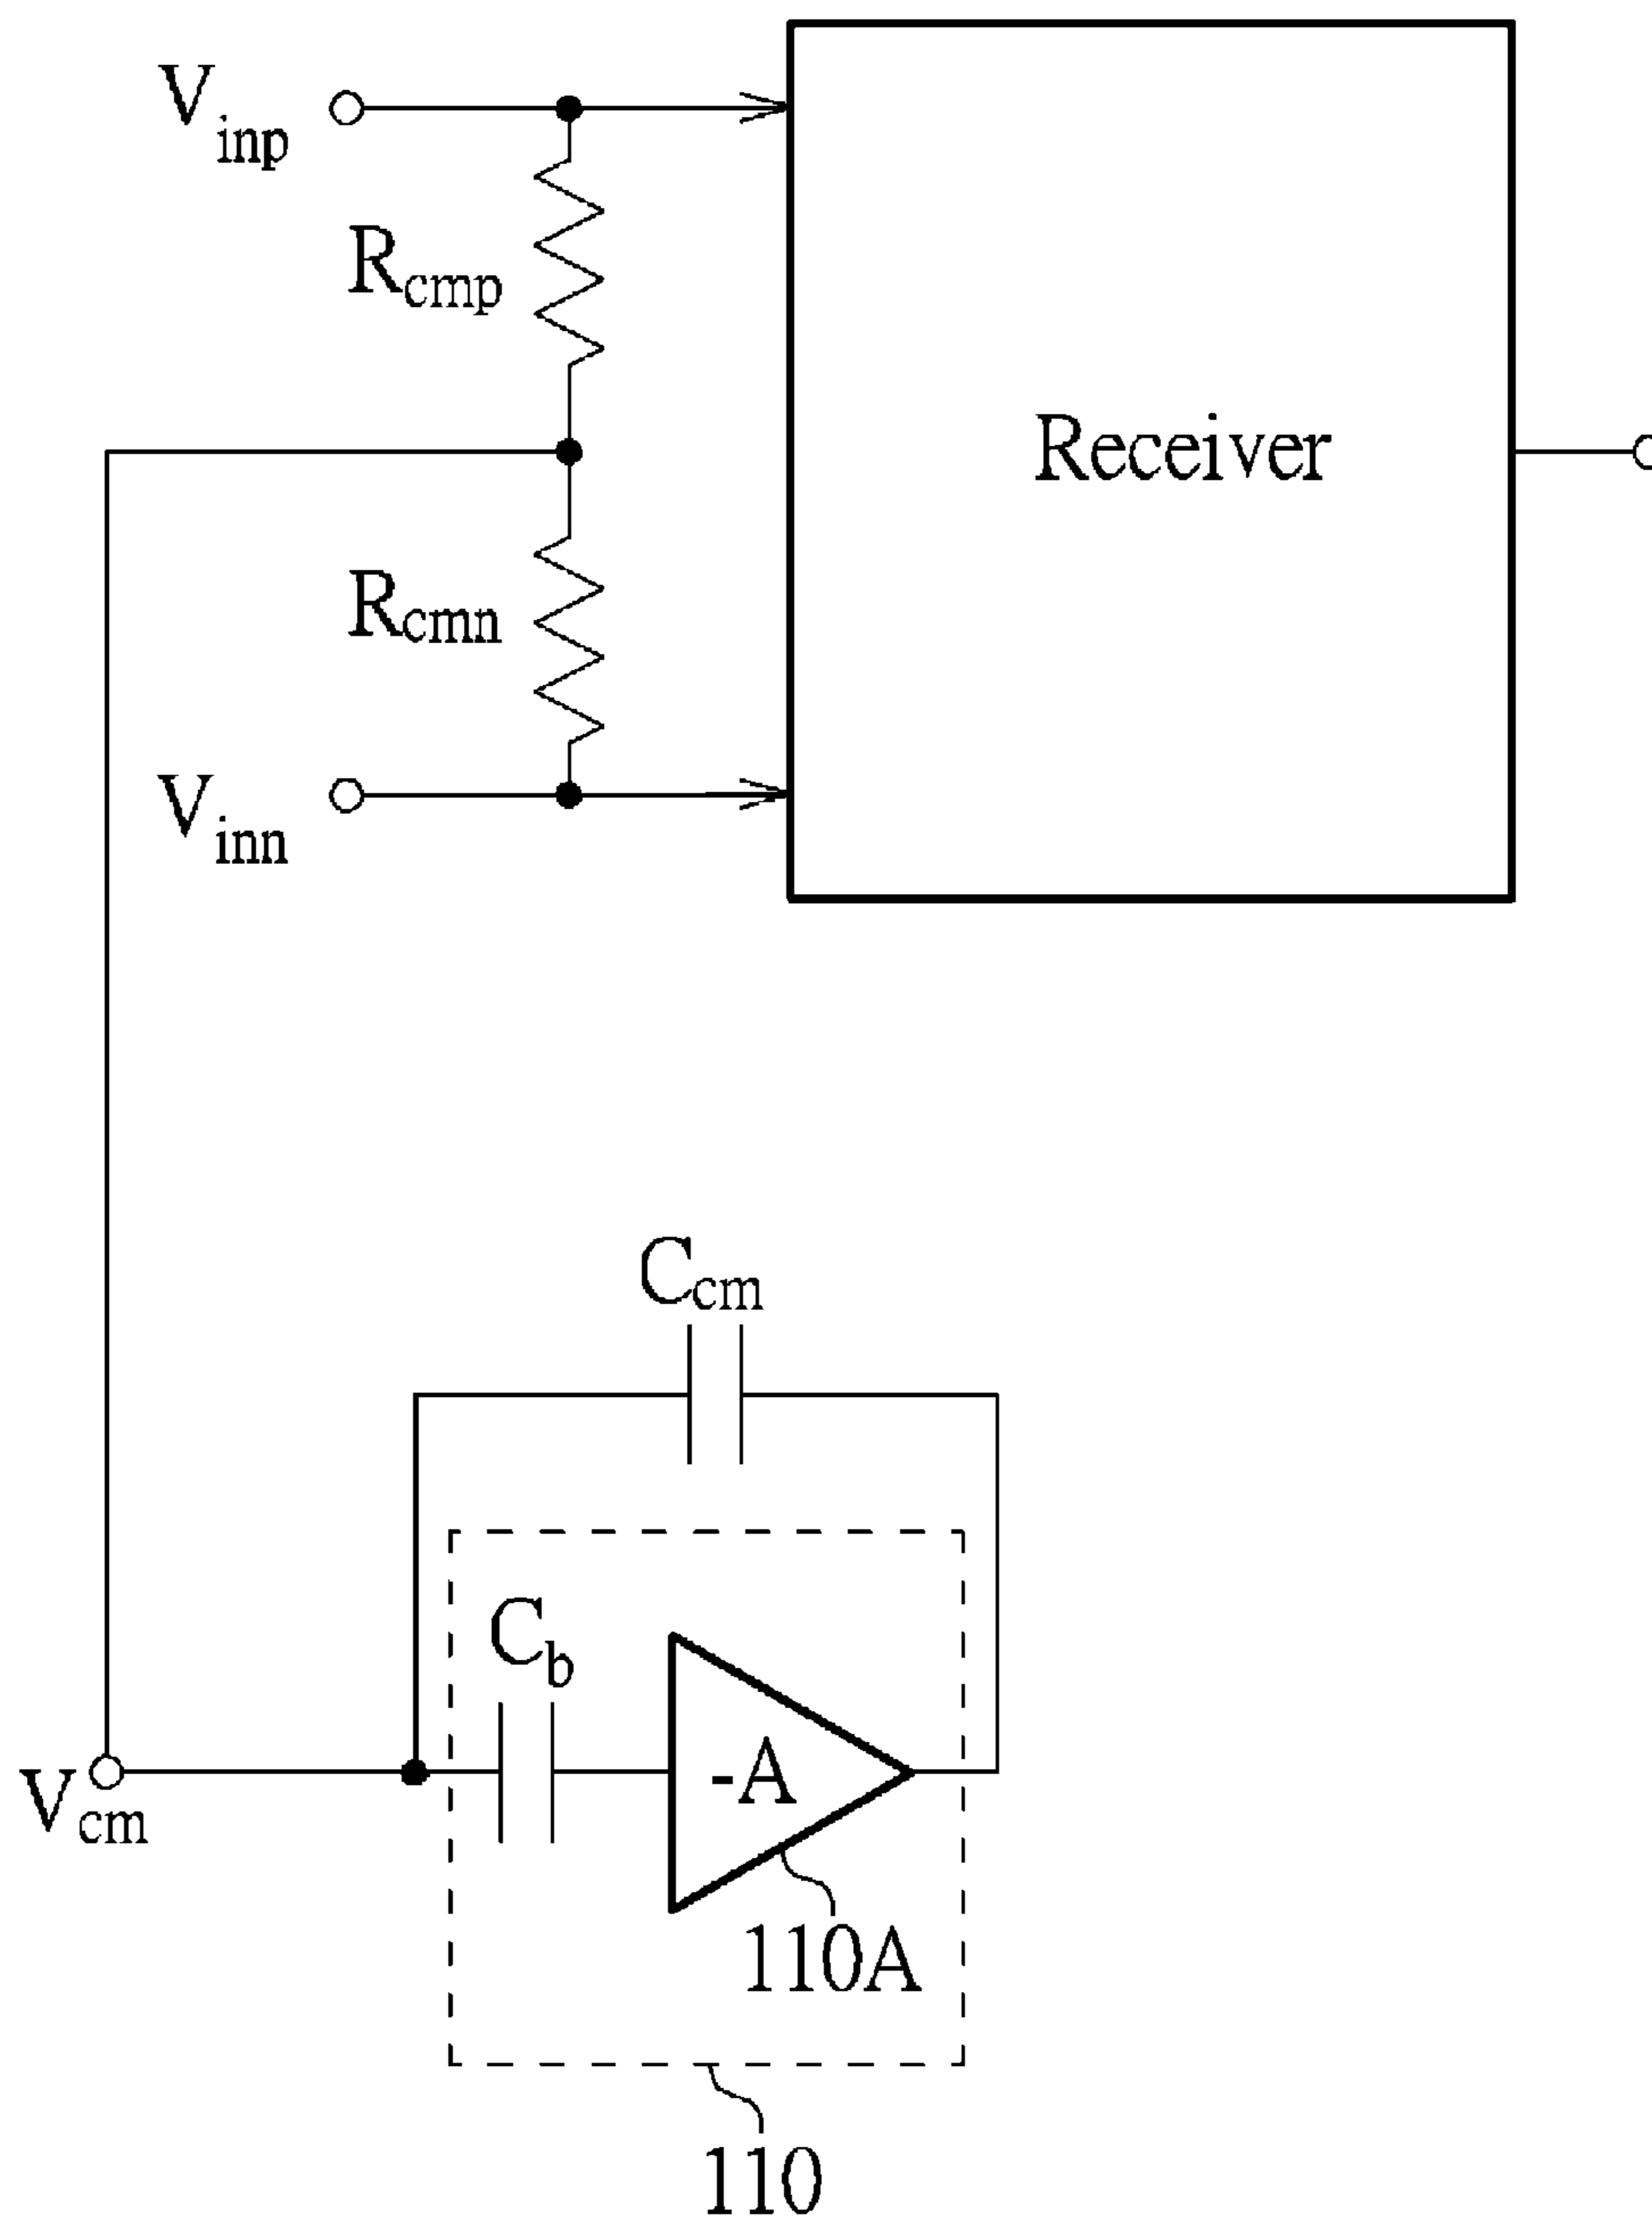 Vinp
Rcmp
Receiver
Rcmn
Vinn
Ccm
Cb
-A
Vcm
110A
110